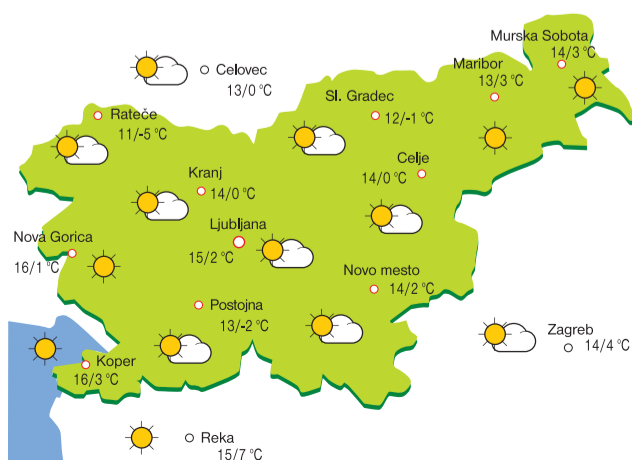 Murska Sobota
14/3 °C
Maribor
13/3 °C
Celovec
13/0 °C
Sl. Gradec
12/-1 °C
Rateče
11/-5 °C
Celje
14/0 °C
Kranj
14/0 °C
Ljubljana
15/2 °C
Nova Gorica
16/1 °C
Novo mesto
14/2 °C
Postojna
13/-2 °C
Zagreb
14/4 °C
Koper
16/3 °C
Reka
15/7 °C